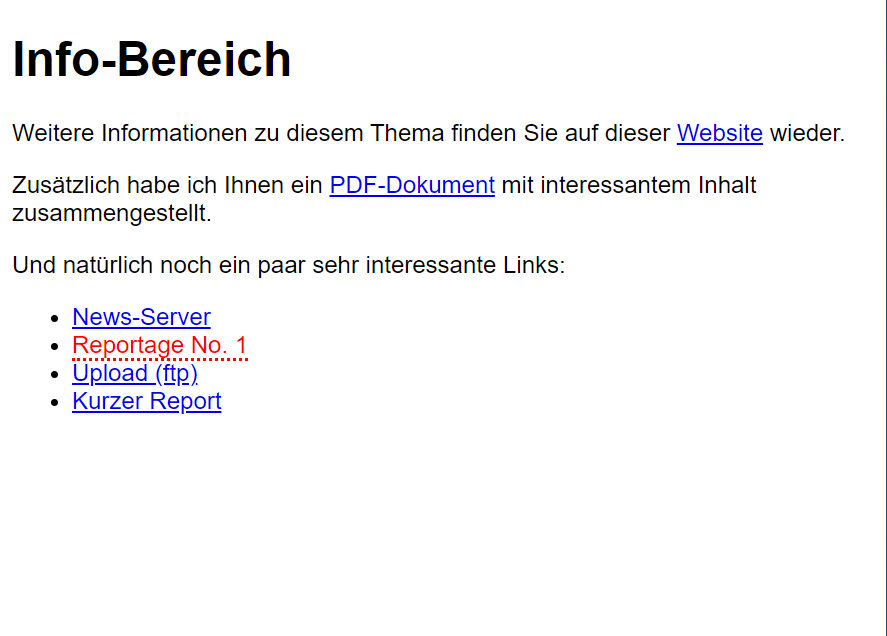 Info-Bereich
Weitere Informationen zu diesem Thema finden Sie auf dieser Website wieder.
Zusätzlich habe ich Ihnen ein PDF-Dokument mit interessantem Inhalt
zusammengestellt.
Und natürlich noch ein paar sehr interessante Links:
News-Server
Reportage No. 1
Upload (ftp)
Kurzer Report